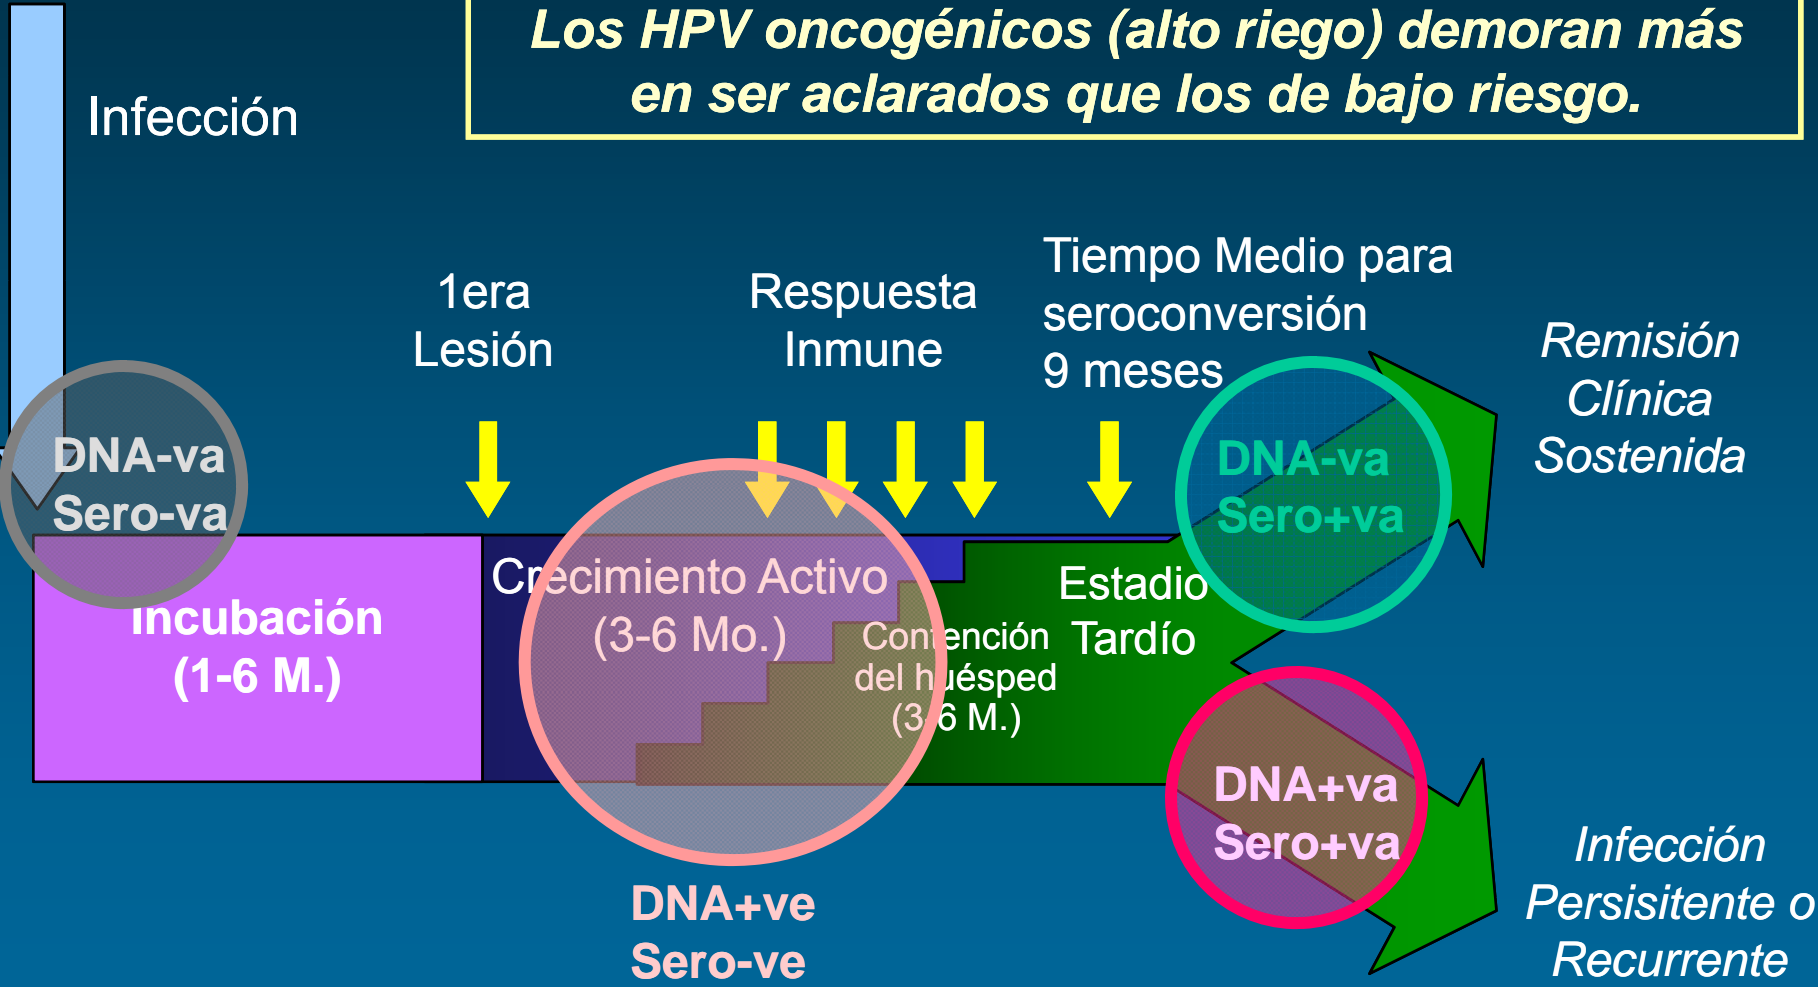 Los HPV oncogénicos (alto riego) demoran más
en ser aclarados que los de bajo riesgo.
Infección
1era
Lesión
Respuesta
Inmune
Tiempo Medio para
seroconversión
9 meses
Remisión
Clínica
Sostenida
DNA-va
Sero-va
DNA-va
Sero+va
Incubación
(1-6 M.)
Crecimiento Activo
(3-6 Mo.)
Contención
del huésped
(3-6 M.)
Estadio
Tardío
DNA+va
Sero+va
DNA+ve
Sero-ve
Infección
Persisitente o
Recurrente